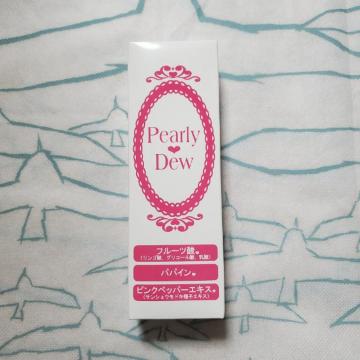 Pearly
Dew
フルーツ酸※
(リンゴ酸、グリコール酸、乳酸)
パパイン※
ピンクペッパーエキス※
(サンショウモドキ種子エキス)